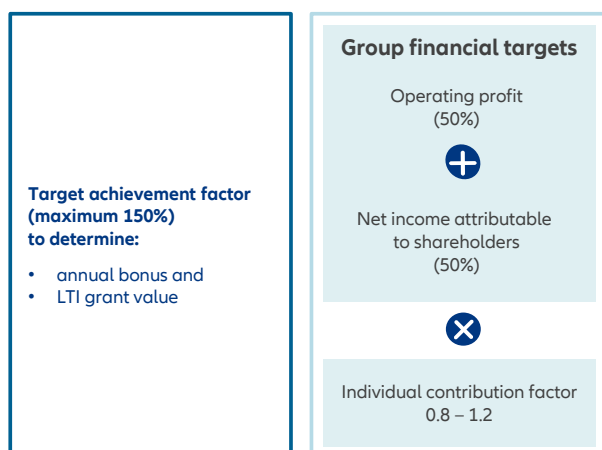 Target achievement factor
(maximum 150%)
to determine:
• annual bonus and
• LTI grant value
Group financial targets
Operating profit
(50%)
+
Net income attributable
to shareholders
(50%)
×
Individual contribution factor
0.8 – 1.2